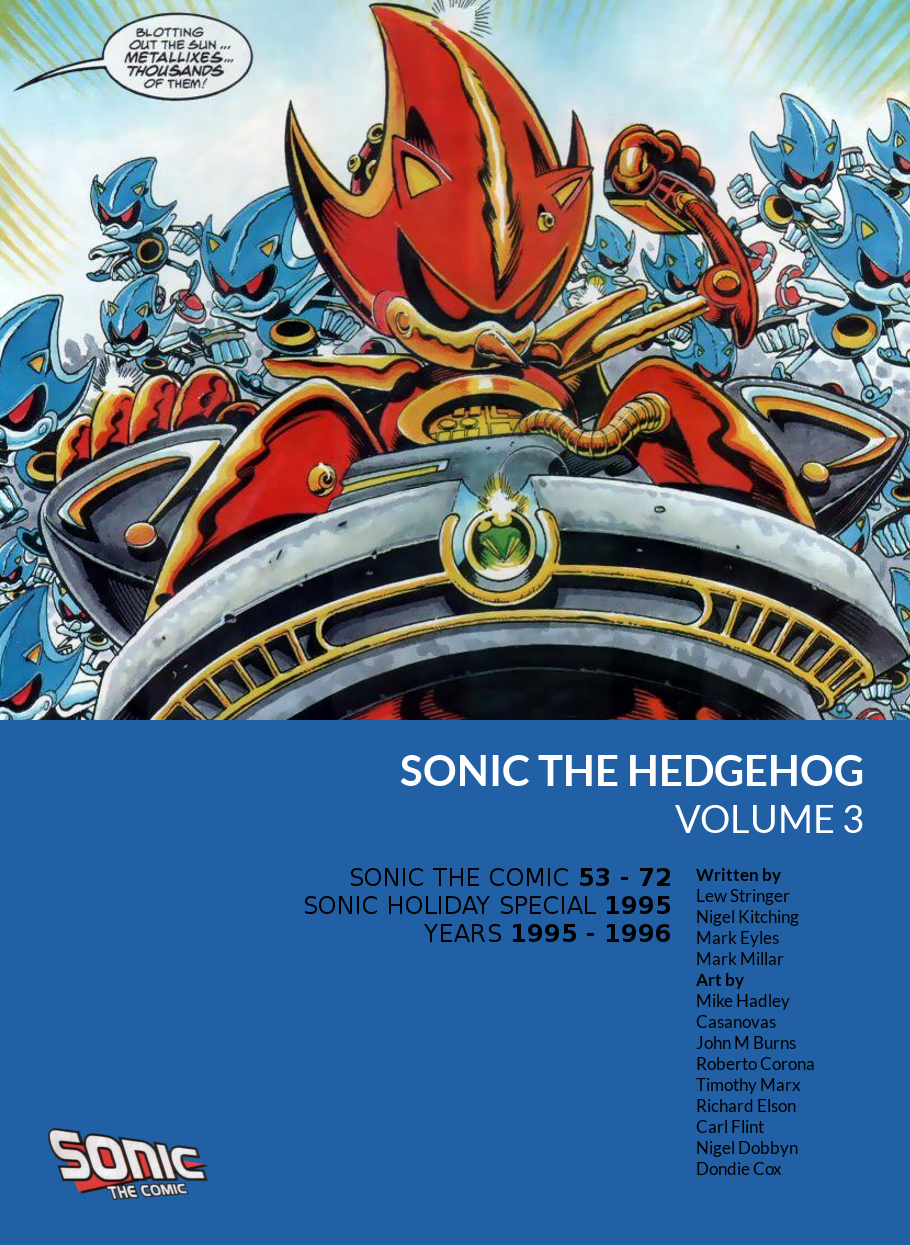 BLOTTING
OUT THE SUN...
METALLIXES...
THOUSANDS
OF THEM!
SONIC THE HEDGEHOG
VOLUME 3
SONIC THE COMIC 53 - 72
SONIC HOLIDAY SPECIAL 1995
YEARS 1995 - 1996
Written by
Lew Stringer
Nigel Kitching
Mark Eyles
Mark Millar
Art by
Mike Hadley
Casanovas
John M Burns
Roberto Corona
Timothy Marx
Richard Elson
Carl Flint
Nigel Dobbyn
Dondie Cox
SONIC
THE COMIC